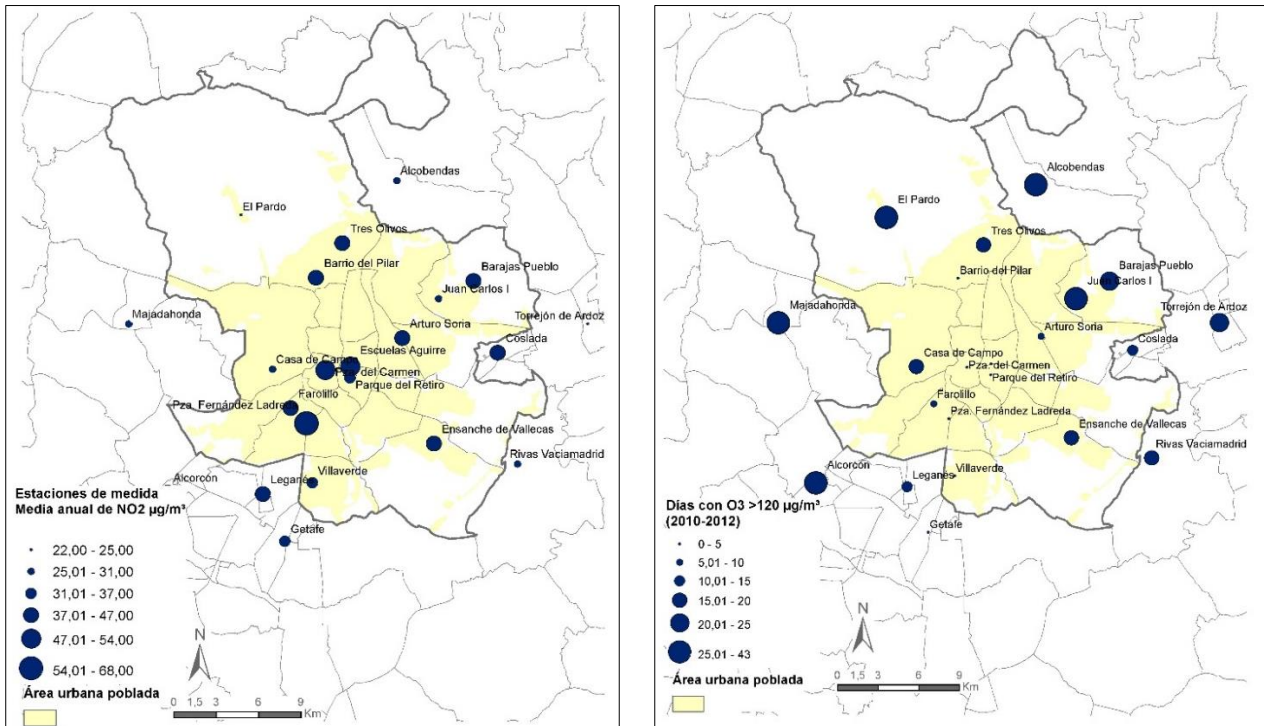 Alcobendas
El Pardo
Tres Olivos
Barrio del Pilar
Barajas Pueblo
Juan Carlos I
Majadahonda
Torrejón de Ardoz
Arturo Soria
Coslada
Escuelas Aguirre
Casa de Campo
Pza. del Carmen
Parque del Retiro
Farolillo
Pza. Fernández Ladreda
Ensanche de Vallecas
Rivas Vaciamadrid
Villaverde
Alcorcón
Leganés
Getafe
Estaciones de medida
Media anual de NO2 µg/m³
22,00 - 25,00
25,01 - 31,00
31,01 - 37,00
37,01 - 47,00
47,01 - 54,00
54,01 - 68,00
Área urbana poblada
N
0 1,5 3 6 9
Km
Alcobendas
El Pardo
Tres Olivos
Barrio del Pilar
Barajas Pueblo
Juan Carlos I
Majadahonda
Torrejón de Ardoz
Arturo Soria
Coslada
Casa de Campo
Pza. del Carmen
Parque del Retiro
Farolillo
Pza. Fernández Ladreda
Ensanche de Vallecas
Rivas Vaciamadrid
Alcorcón
Leganés
Villaverde
Getafe
Días con O3 >120 µg/m³
(2010-2012)
0 - 5
5,01 - 10
10,01 - 15
15,01 - 20
20,01 - 25
25,01 - 43
Área urbana poblada
N
0 1,5 3 6 9
Km